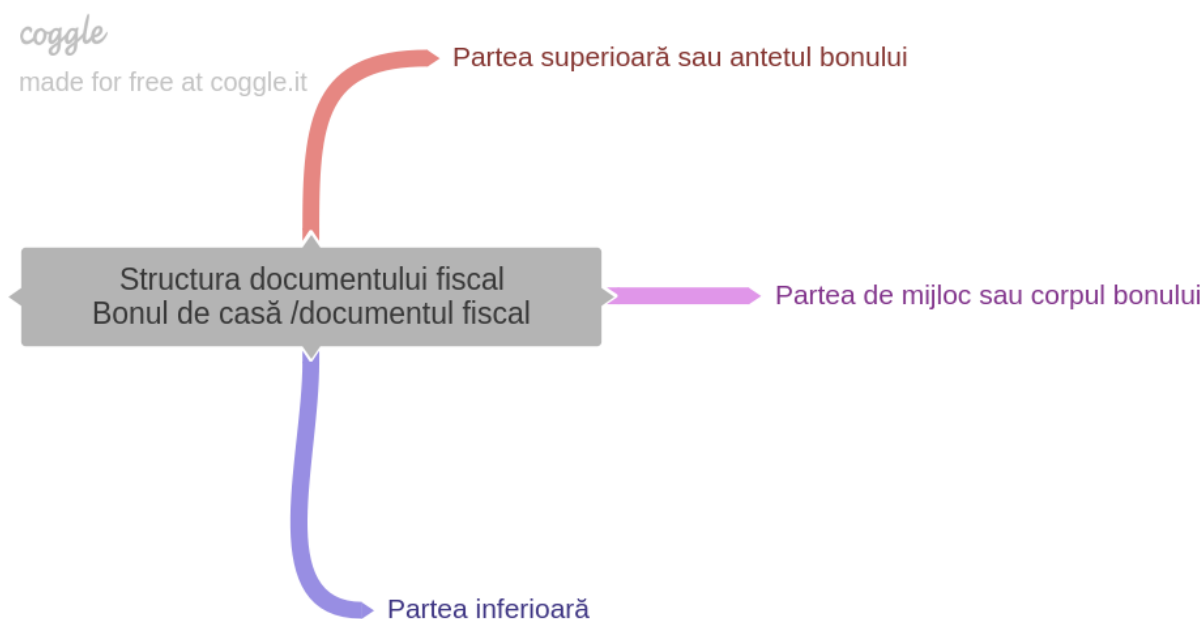 coggle
made for free at coggle.it
Partea superioară sau antetul bonului
Structura documentului fiscal
Bonul de casă /documentul fiscal
Partea de mijloc sau corpul bonului
Partea inferioară